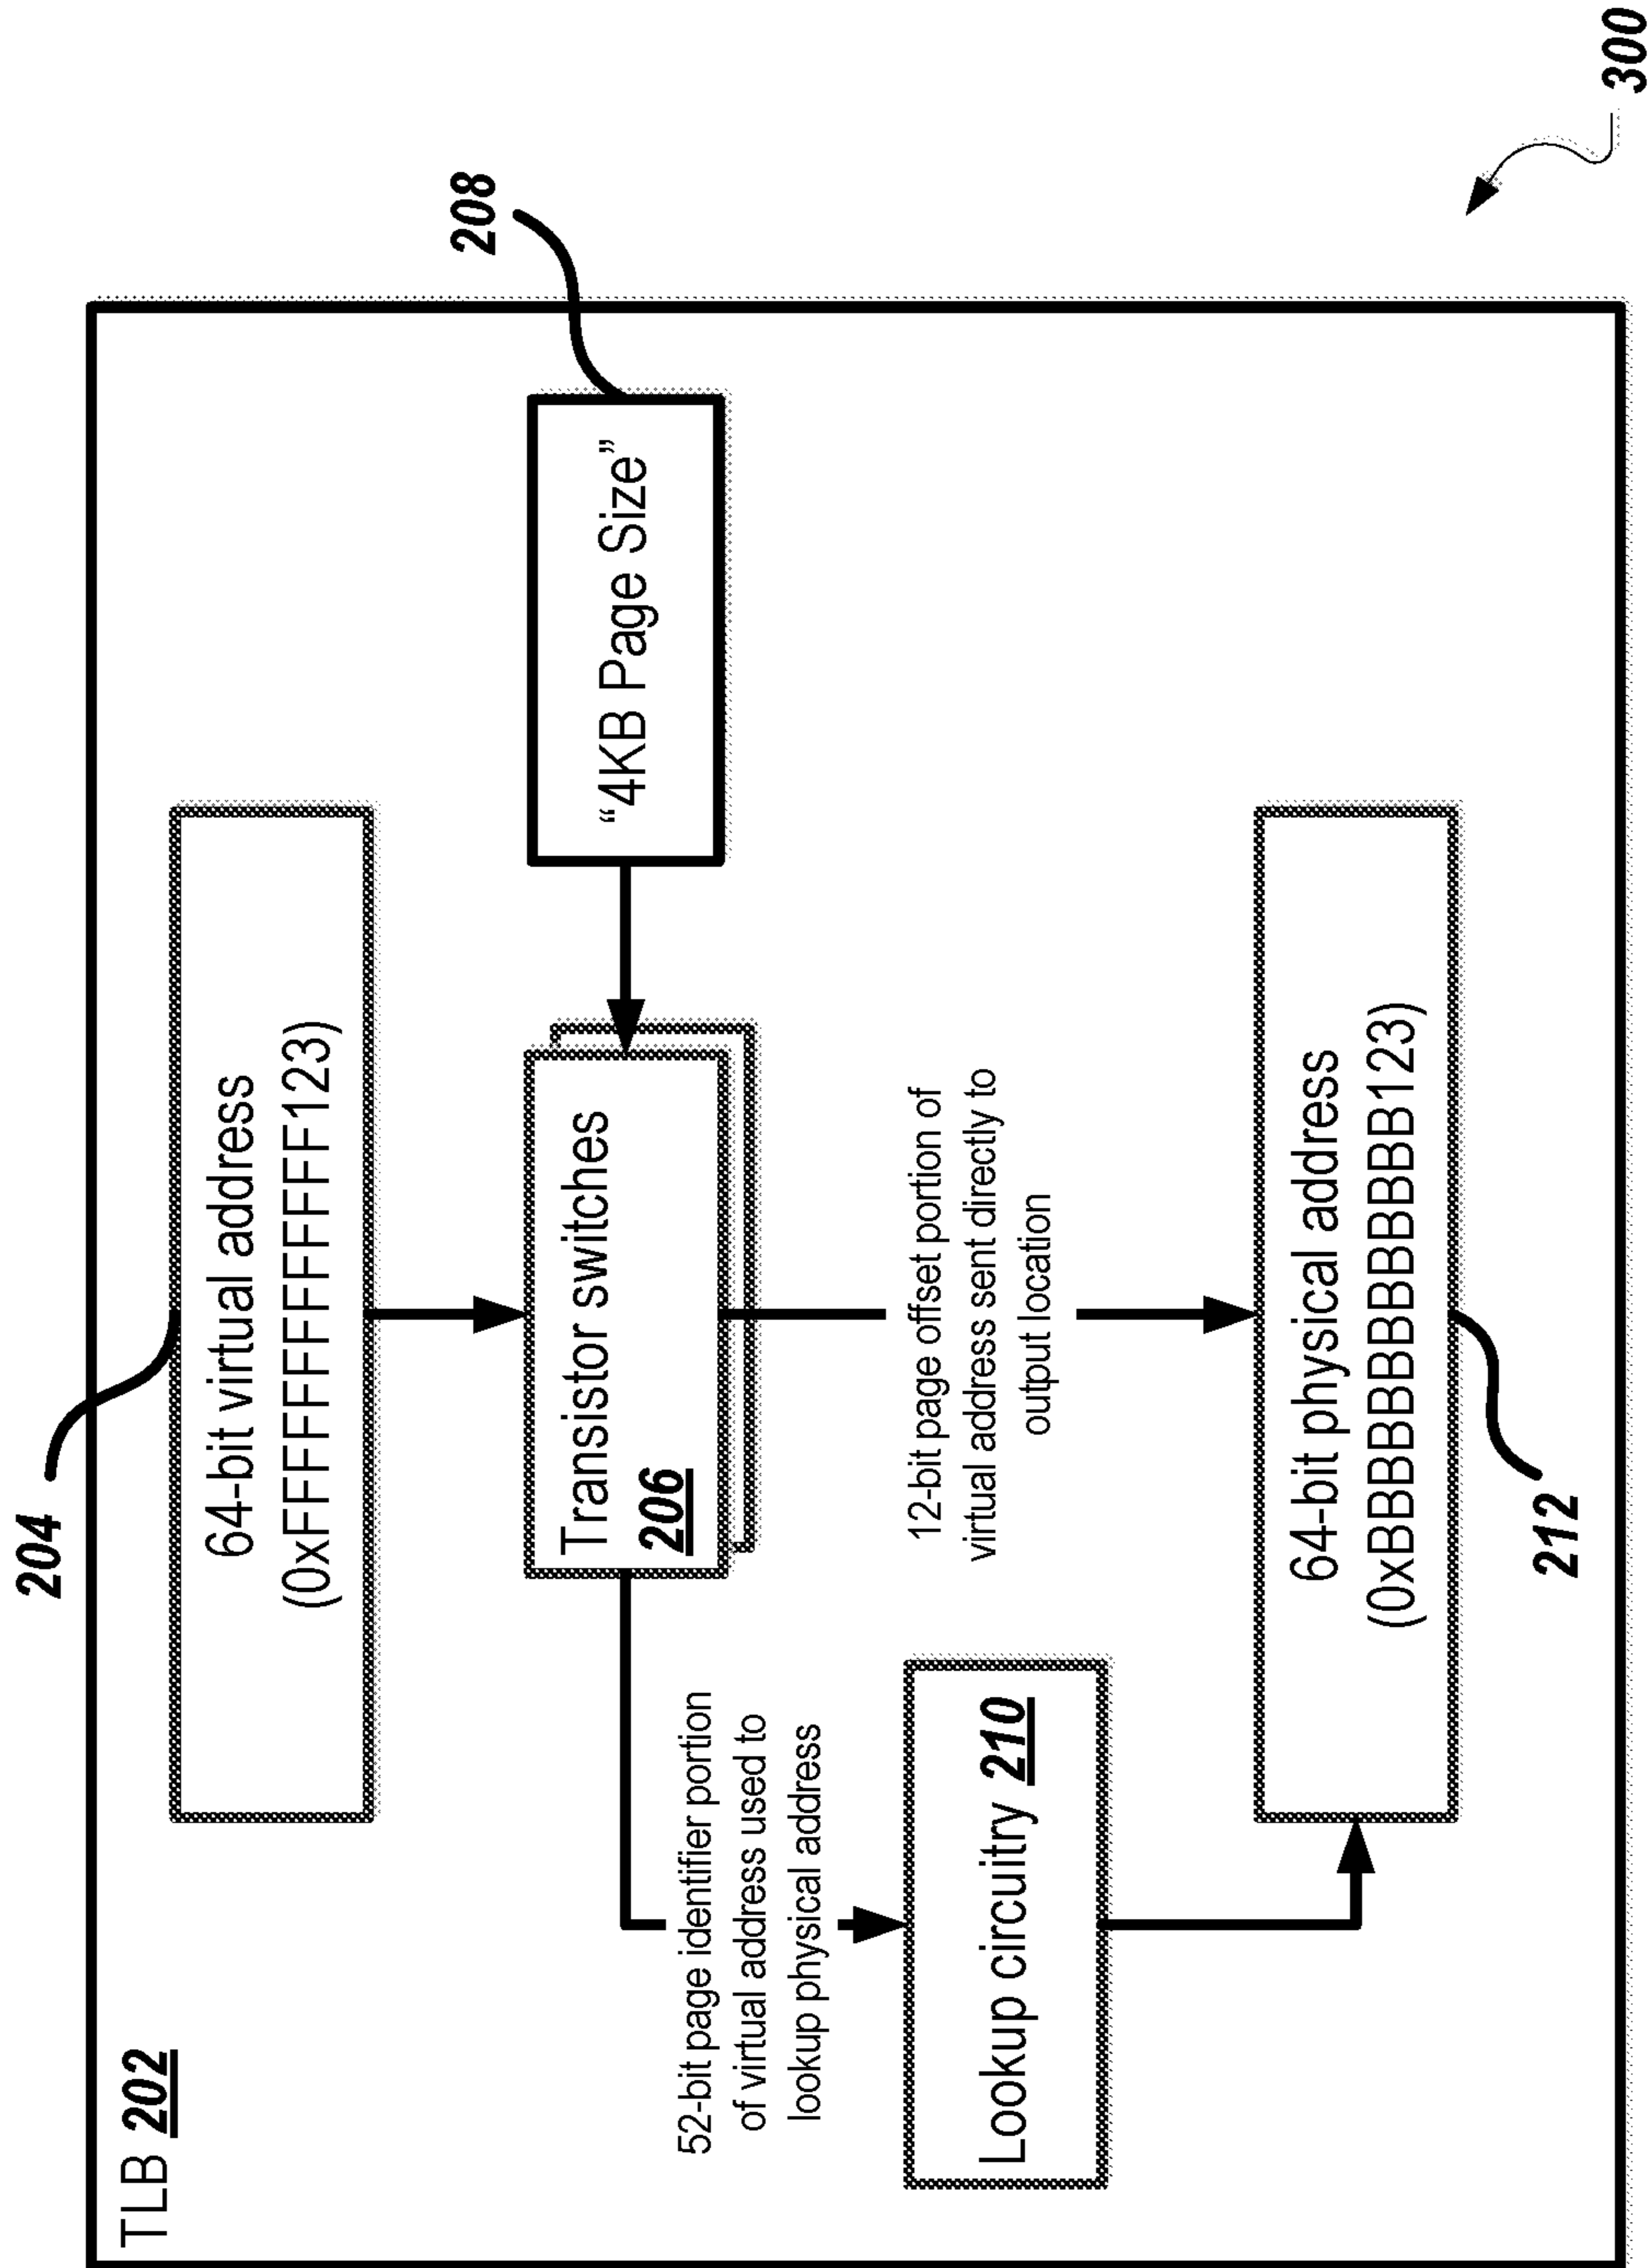 TLB 202
204
64-bit virtual address
(0xFFFFFFFFFFFFF123)
Transistor switches
206
208
"4KB Page Size"
52-bit page identifier portion
of virtual address used to
lookup physical address
12-bit page offset portion of
virtual address sent directly to
output location
Lookup circuitry 210
64-bit physical address
(0xBBBBBBBBBBBBB123)
212
300